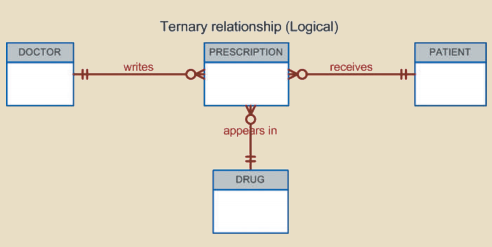 Ternary relationship (Logical)
DOCTOR
PRESCRIPTION
PATIENT
writes
receives
appears in
DRUG